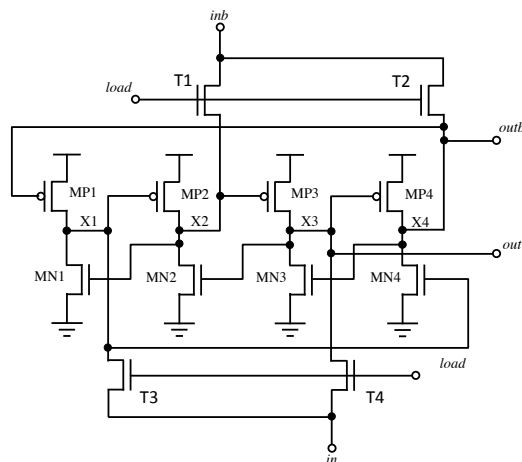 inb
T1
T2
load
outb
MP1
MP2
MP3
MP4
X1
X2
X3
X4
out
MN1
MN2
MN3
MN4
load
T3
T4
in